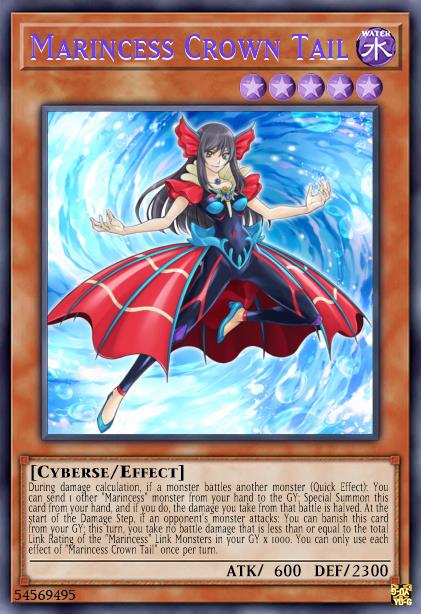 Marincess Crown Tail
WATER
水
[Cyberse/Effect]
During damage calculation, if a monster battles another monster (Quick Effect): You
can send 1 other "Marincess" monster from your hand to the GY; Special Summon this
card from your hand, and if you do, the damage you take from that battle is halved. At
the start of the Damage Step, if an opponent's monster attacks: You can banish this card
from your GY; this turn, you take no battle damage that is less than or equal to the total
Link Rating of the "Marincess" Link Monsters in your GY x 1000. You can only use each
effect of "Marincess Crown Tail" once per turn.
ATK/ 600 DEF/2300
54569495